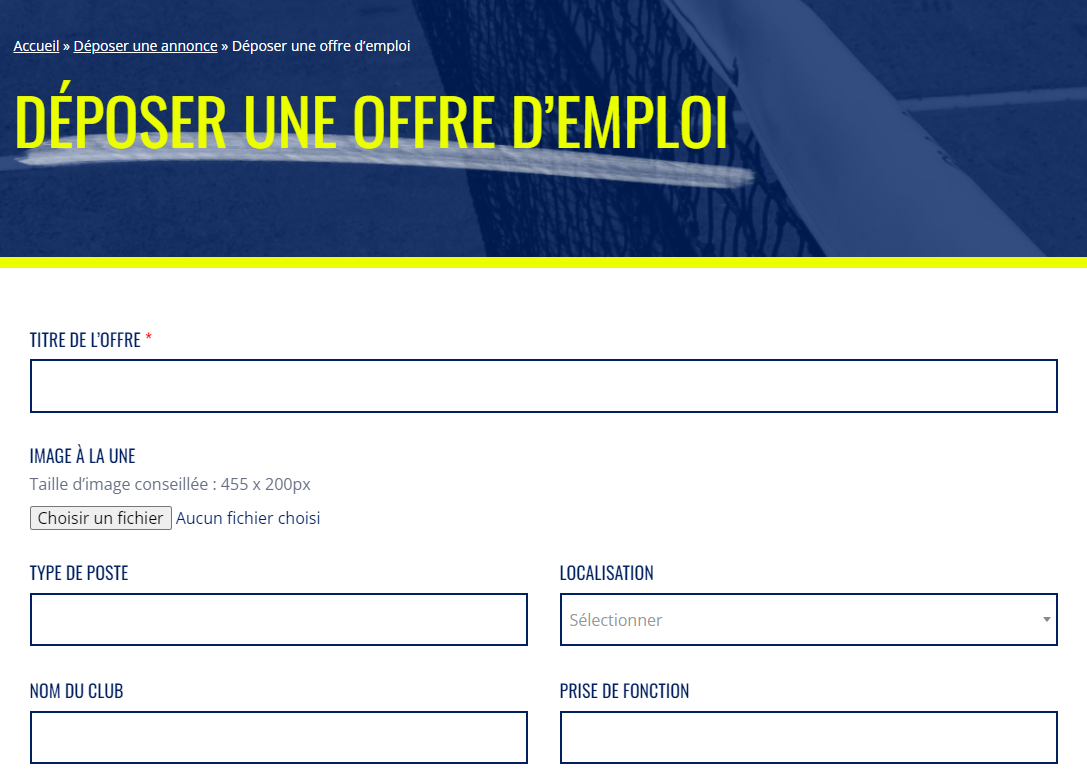 Accueil » Déposer une annonce » Déposer une offre d’emploi
DÉPOSER UNE OFFRE D’EMPLOI
TITRE DE L’OFFRE *
IMAGE À LA UNE
Taille d’image conseillée : 455 x 200px
Choisir un fichier Aucun fichier choisi
TYPE DE POSTE
LOCALISATION
Sélectionner
NOM DU CLUB
PRISE DE FONCTION